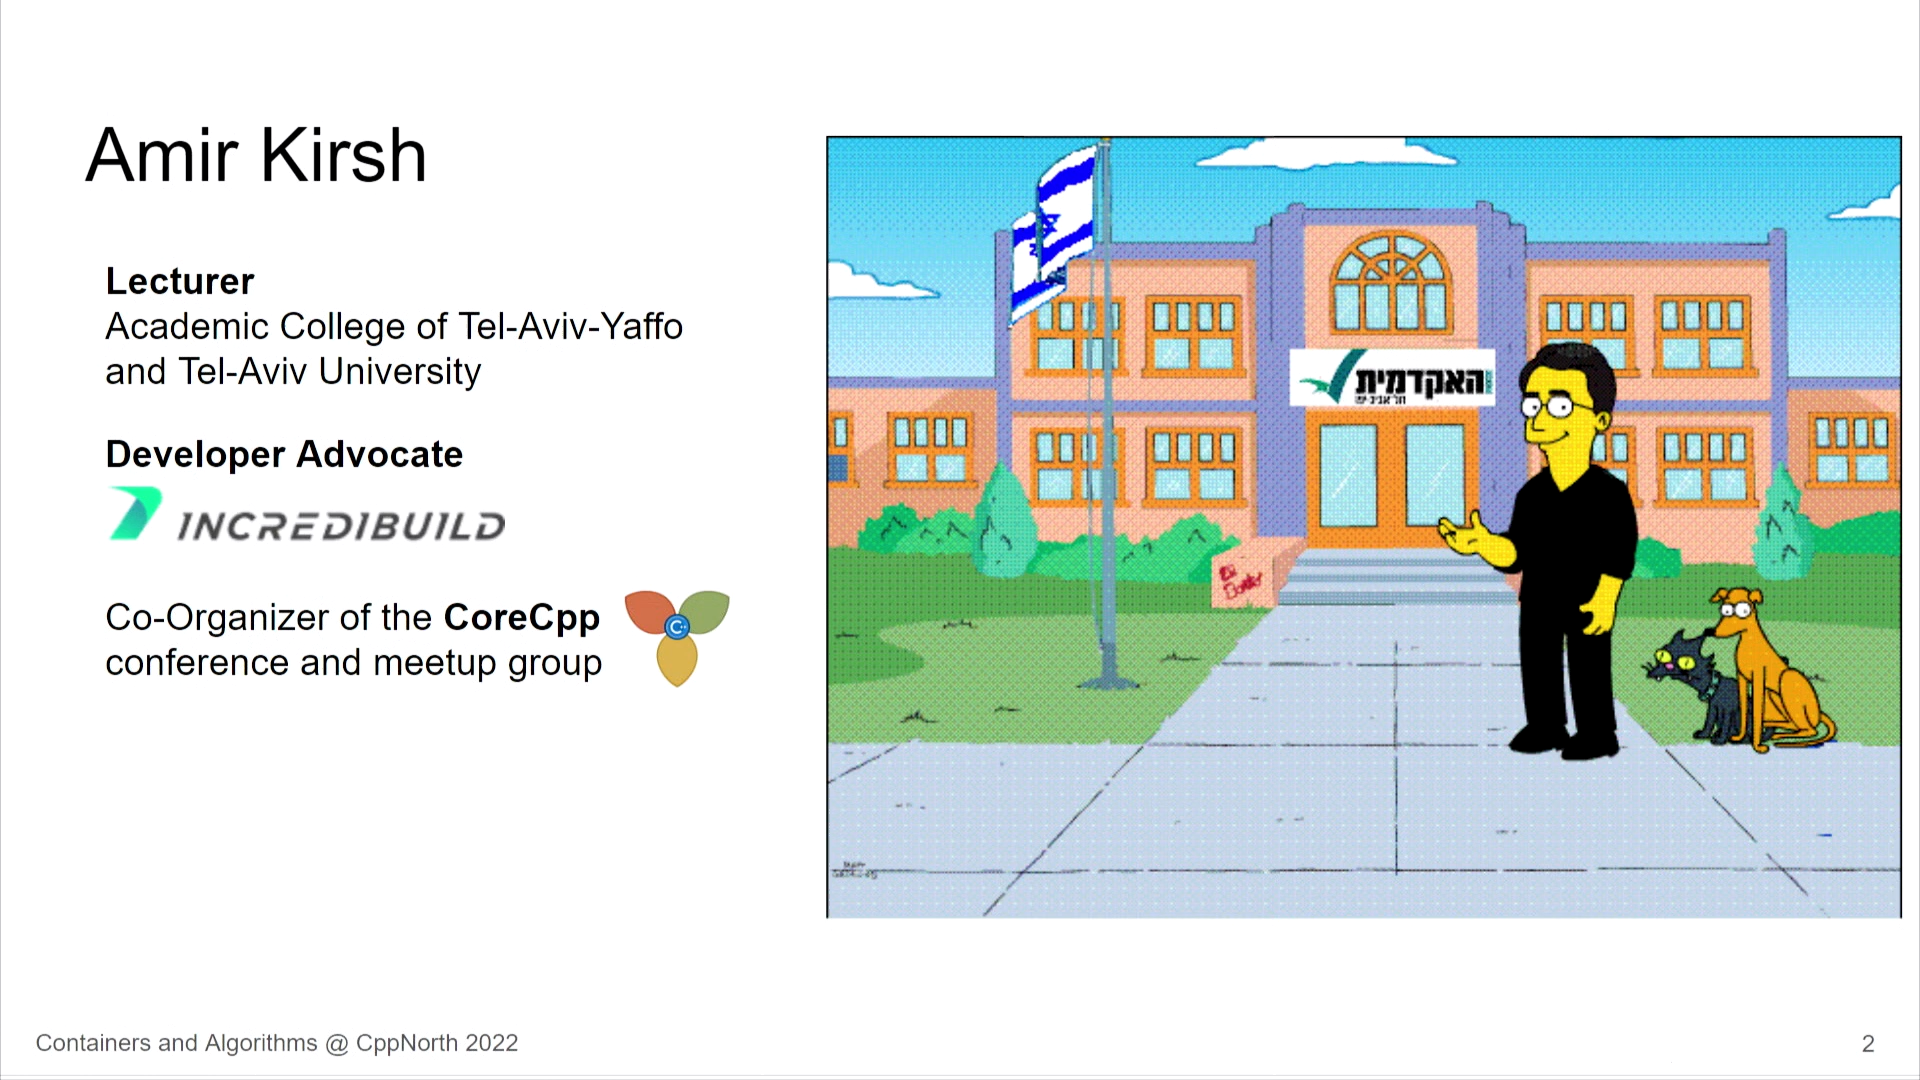 Amir Kirsh
Lecturer
Academic College of Tel-Aviv-Yaffo
and Tel-Aviv University
Developer Advocate
INCREDIBUILD
Co-Organizer of the CoreCpp
conference and meetup group
האקדמית
תל אביב יפו
Containers and Algorithms @ CppNorth 2022
2